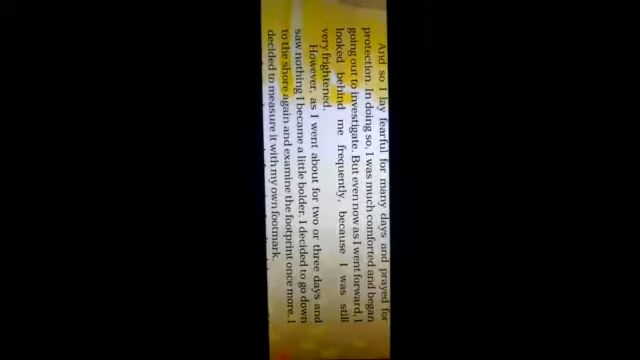 And so I lay fearful for many days and prayed for
protection. In doing so, I was much comforted and began
going out to investigate. But even now as I went forward, I
looked behind me frequently, because I was still
very frightened.
However, as I went about for two or three days and
saw nothing I became a little bolder. I decided to go down
to the shore again and examine the footprint once more. I
decided to measure it with my own footmark.